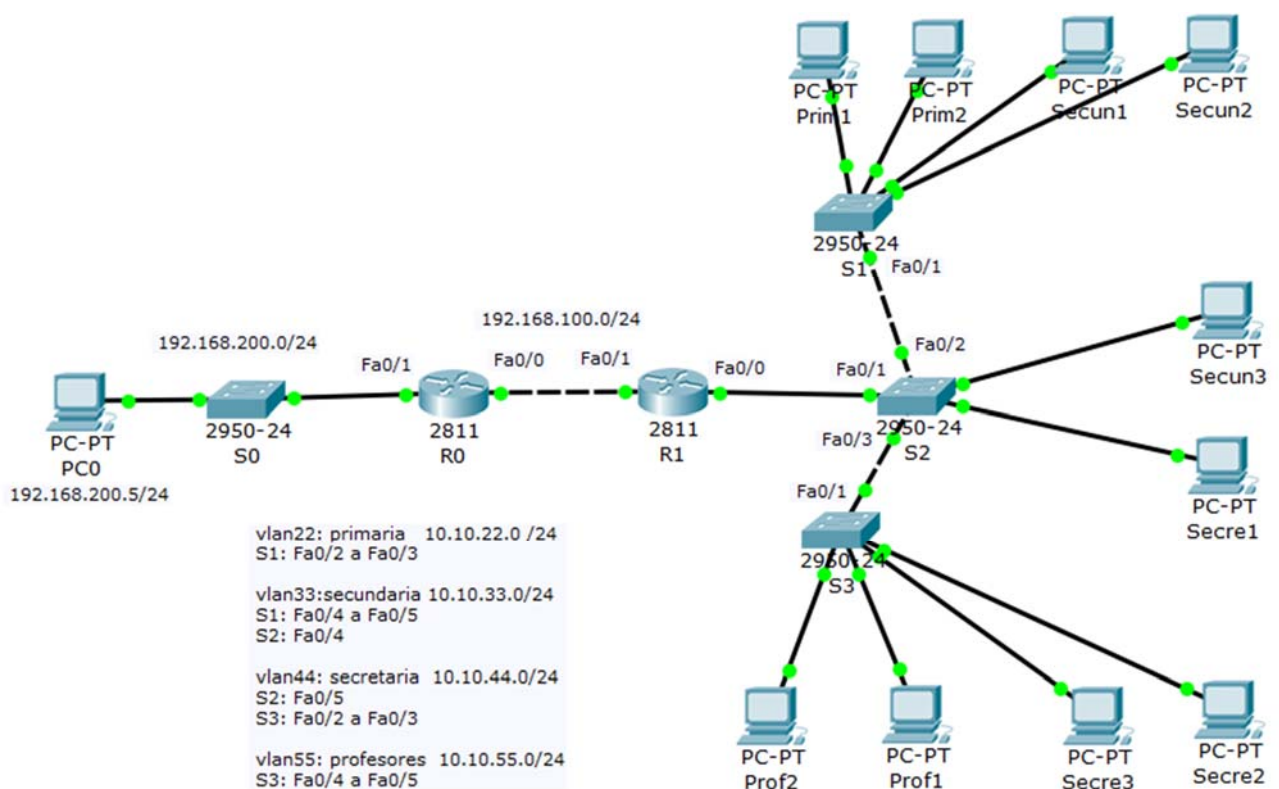 PC-PT
Prim1
PC-PT
Prim2
PC-PT
Secun1
PC-PT
Secun2
2950-24
S1
Fa0/1
192.168.200.0/24
192.168.100.0/24
Fa0/1
Fa0/0
Fa0/1
Fa0/0
Fa0/1
Fa0/2
PC-PT
Secun3
PC-PT
PC0
192.168.200.5/24
2950-24
S0
2811
R0
2811
R1
2950-24
S2
Fa0/3
Fa0/1
PC-PT
Secre1
2950-24
S3
vlan22: primaria 10.10.22.0 /24
S1: Fa0/2 a Fa0/3
vlan33:secundaria 10.10.33.0/24
S1: Fa0/4 a Fa0/5
S2: Fa0/4
vlan44: secretaria 10.10.44.0/24
S2: Fa0/5
S3: Fa0/2 a Fa0/3
vlan55: profesores 10.10.55.0/24
S3: Fa0/4 a Fa0/5
PC-PT
Prof2
PC-PT
Prof1
PC-PT
Secre3
PC-PT
Secre2